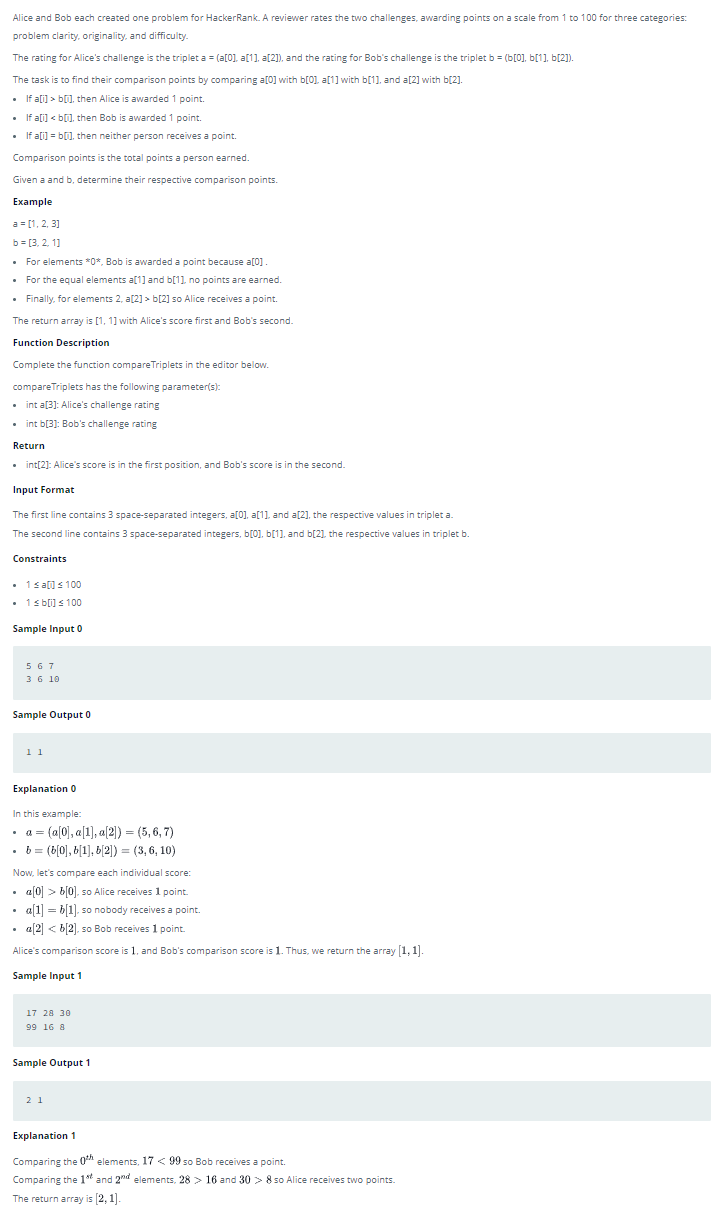 Alice and Bob each created one problem for HackerRank. A reviewer rates the two challenges, awarding points on a scale from 1 to 100 for three categories:
problem clarity, originality, and difficulty.
The rating for Alice's challenge is the triplet a = (a[0], a[1], a[2]), and the rating for Bob's challenge is the triplet b = (b[0], b[1], b[2]).
The task is to find their comparison points by comparing a[0] with b[0], a[1] with b[1], and a[2] with b[2].
• If a[i] > b[i], then Alice is awarded 1 point.
• If a[i] < b[i], then Bob is awarded 1 point.
• If a[i] = b[i], then neither person receives a point.
Comparison points is the total points a person earned.
Given a and b, determine their respective comparison points.
Example
a = [1, 2, 3]
b = [3, 2, 1]
• For elements *0*, Bob is awarded a point because a[0] .
• For the equal elements a[1] and b[1], no points are earned.
• Finally, for elements 2, a[2] > b[2] so Alice receives a point.
The return array is [1, 1] with Alice's score first and Bob's second.
Function Description
Complete the function compareTriplets in the editor below.
compareTriplets has the following parameter(s):
• int a[3]: Alice's challenge rating
• int b[3]: Bob's challenge rating
Return
• int[2]: Alice's score is in the first position, and Bob's score is in the second.
Input Format
The first line contains 3 space-separated integers, a[0], a[1], and a[2], the respective values in triplet a.
The second line contains 3 space-separated integers, b[0], b[1], and b[2], the respective values in triplet b.
Constraints
• 1 ≤ a[i] ≤ 100
• 1 ≤ b[i] ≤ 100
Sample Input 0
5 6 7
3 6 10
Sample Output 0
1 1
Explanation 0
In this example:
• a = (a[0], a[1], a[2]) = (5, 6, 7)
• b = (b[0], b[1], b[2]) = (3, 6, 10)
Now, let's compare each individual score:
• a[0] > b[0], so Alice receives 1 point.
• a[1] = b[1], so nobody receives a point.
• a[2] < b[2], so Bob receives 1 point.
Alice's comparison score is 1, and Bob's comparison score is 1. Thus, we return the array [1, 1].
Sample Input 1
17 28 30
99 16 8
Sample Output 1
2 1
Explanation 1
Comparing the 0th elements, 17 < 99 so Bob receives a point.
Comparing the 1st and 2nd elements, 28 > 16 and 30 > 8 so Alice receives two points.
The return array is [2, 1].